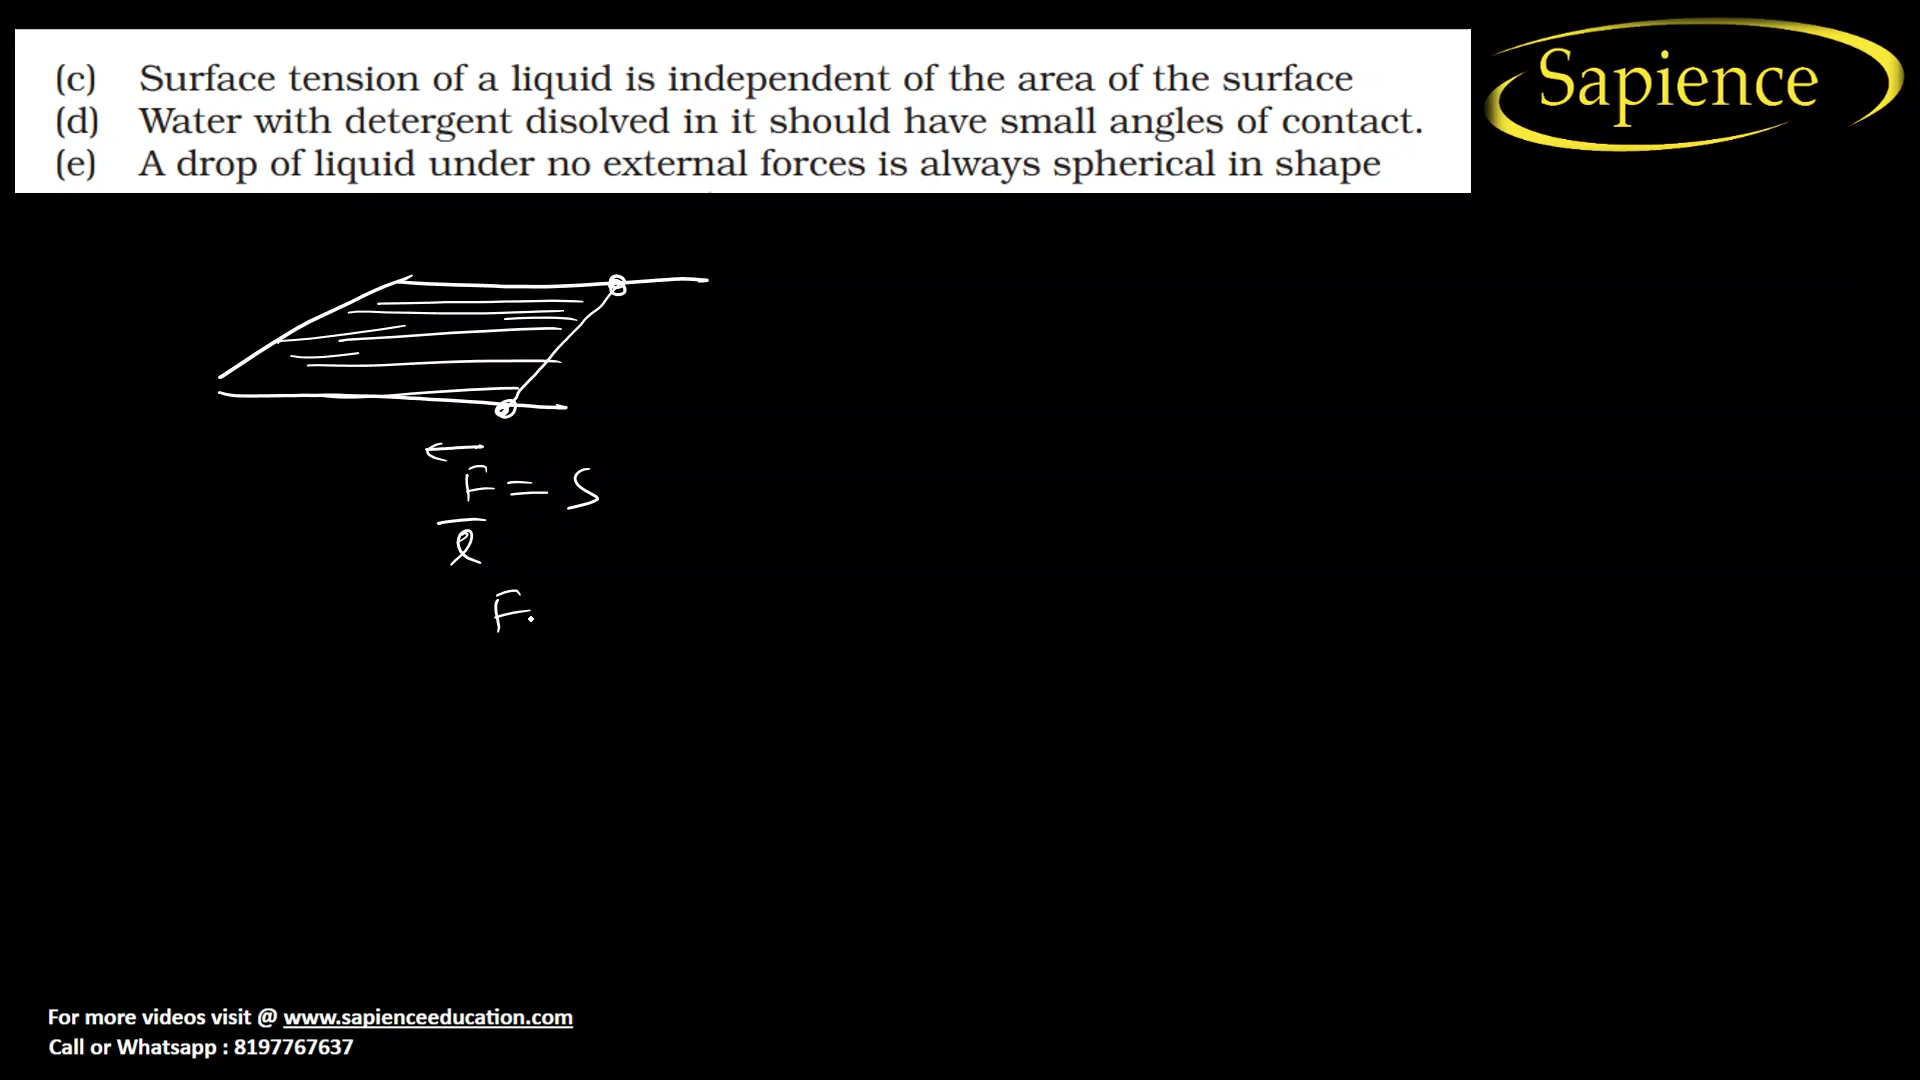 (c) Surface tension of a liquid is independent of the area of the surface
(d) Water with detergent disolved in it should have small angles of contact.
(e) A drop of liquid under no external forces is always spherical in shape
Sapience
F = S
l
F
For more videos visit @ www.sapienceeducation.com
Call or Whatsapp : 8197767637